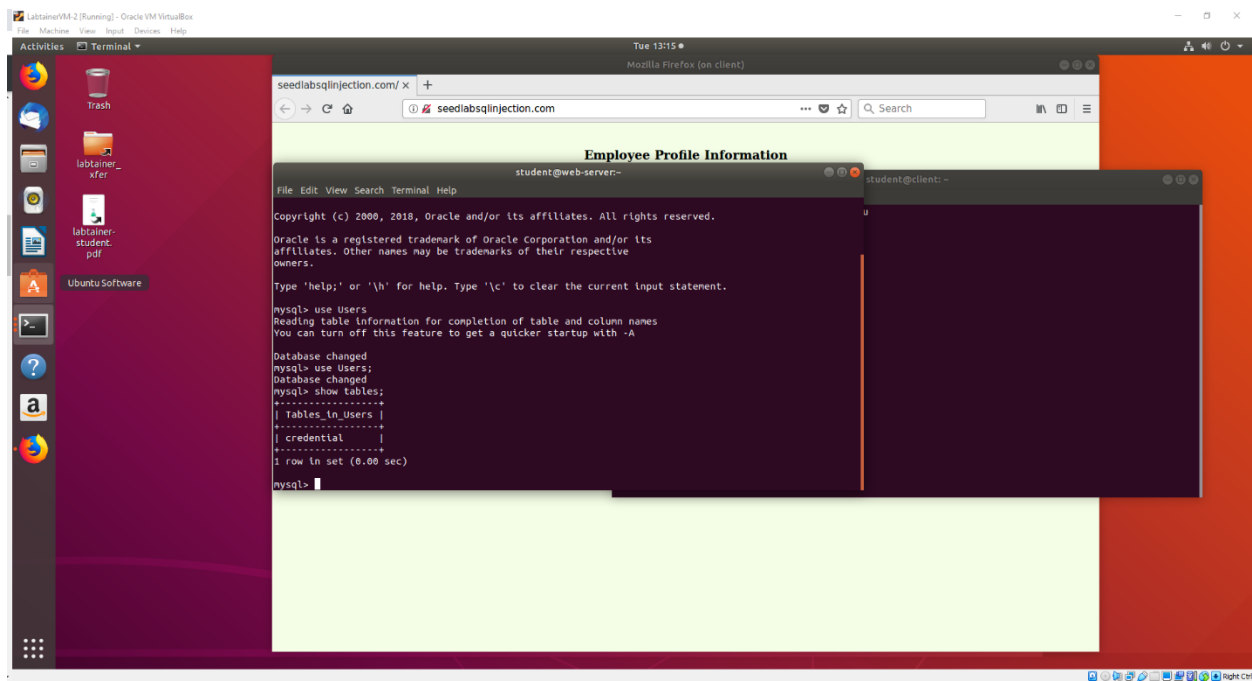 LabtainerVM-2 [Running] - Oracle VM VirtualBox
File Machine View Input Devices Help
Activities Terminal Tue 13:15
Mozilla Firefox (on client)
seedlabsqlinjection.com/ × +
seedlabsqlinjection.com ... Search
Trash
labtainer_
xfer
labtainer-
student.
pdf
Ubuntu Software
Employee Profile Information
student@web-server:~
File Edit View Search Terminal Help
Copyright (c) 2000, 2018, Oracle and/or its affiliates. All rights reserved.
Oracle is a registered trademark of Oracle Corporation and/or its
affiliates. Other names may be trademarks of their respective
owners.
Type 'help;' or '\h' for help. Type '\c' to clear the current input statement.
mysql> use Users
Reading table information for completion of table and column names
You can turn off this feature to get a quicker startup with -A
Database changed
mysql> use Users;
Database changed
mysql> show tables;
+-----------------+
| Tables_in_Users |
+-----------------+
| credential      |
+-----------------+
1 row in set (0.00 sec)
mysql>
student@client: ~
u
Right Ctrl